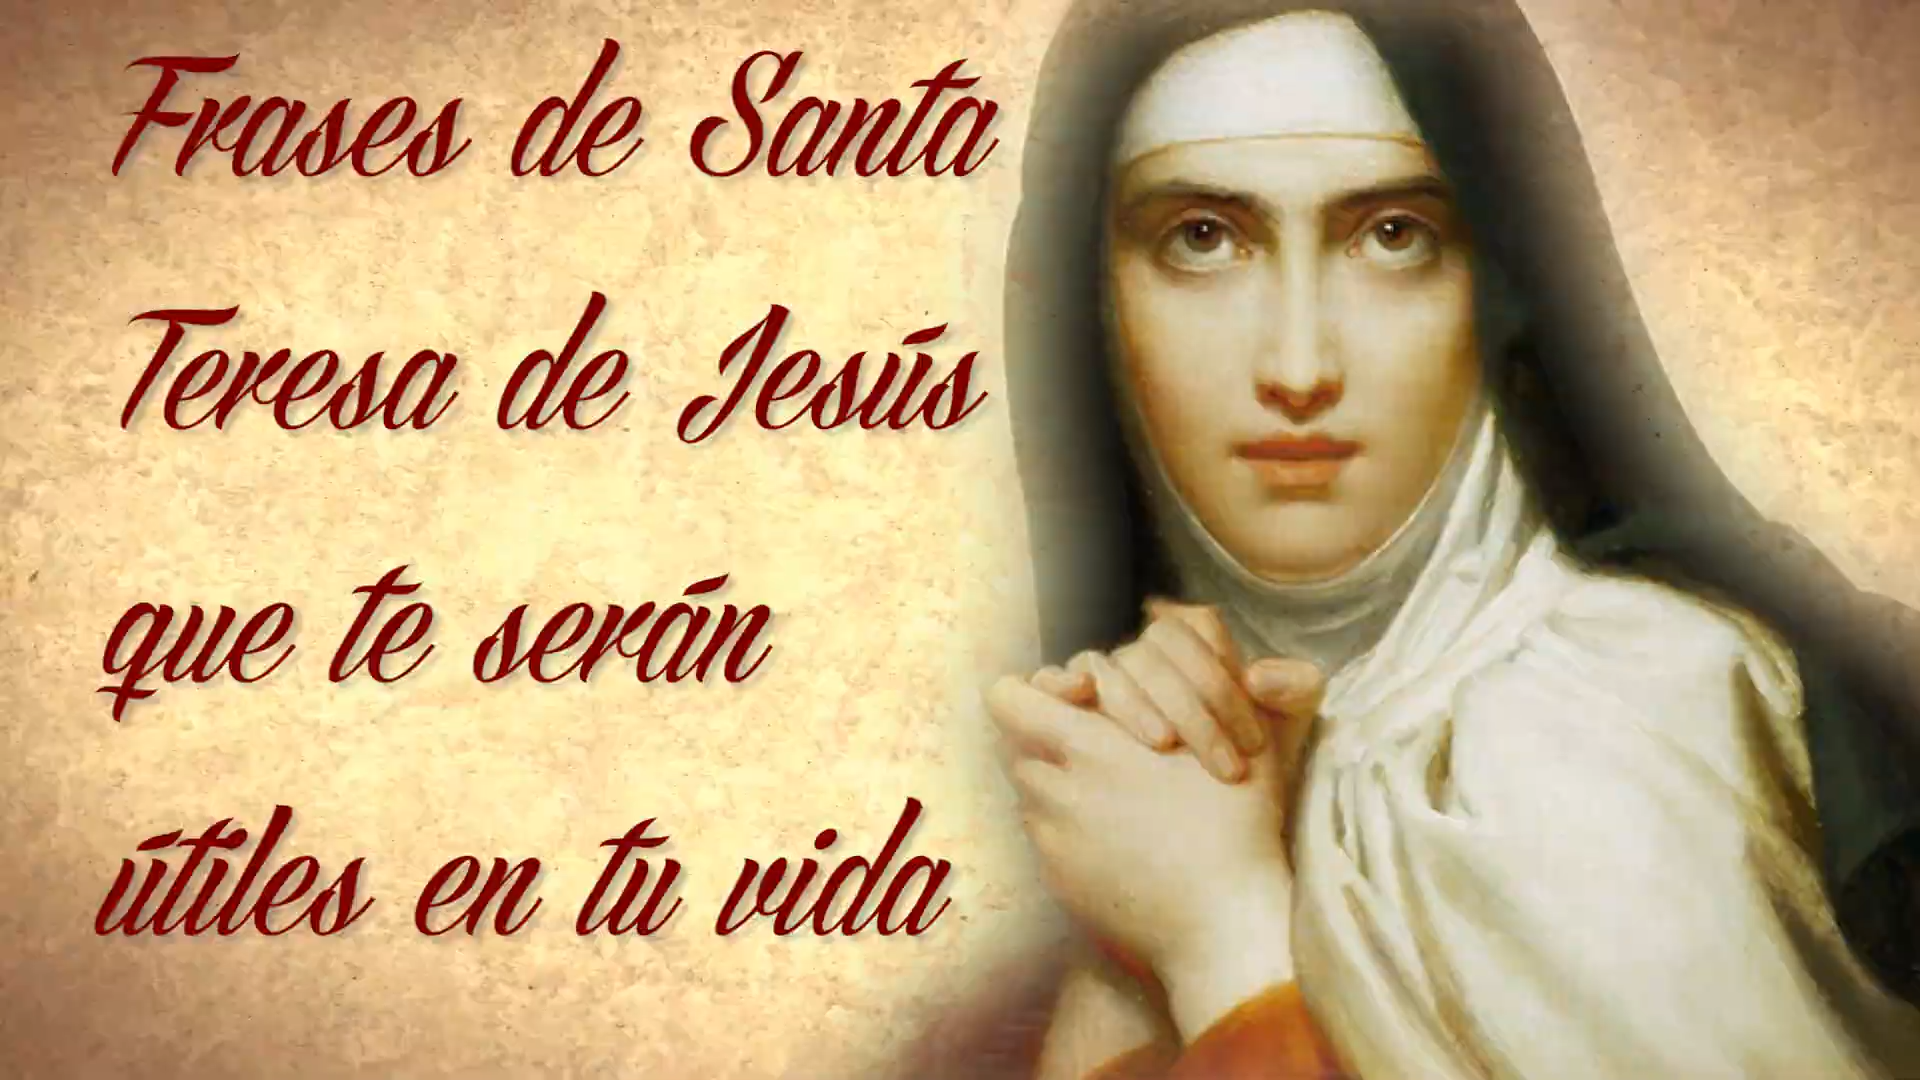 Frases de Santa
Teresa de Jesús
que te serán
útiles en tu vida